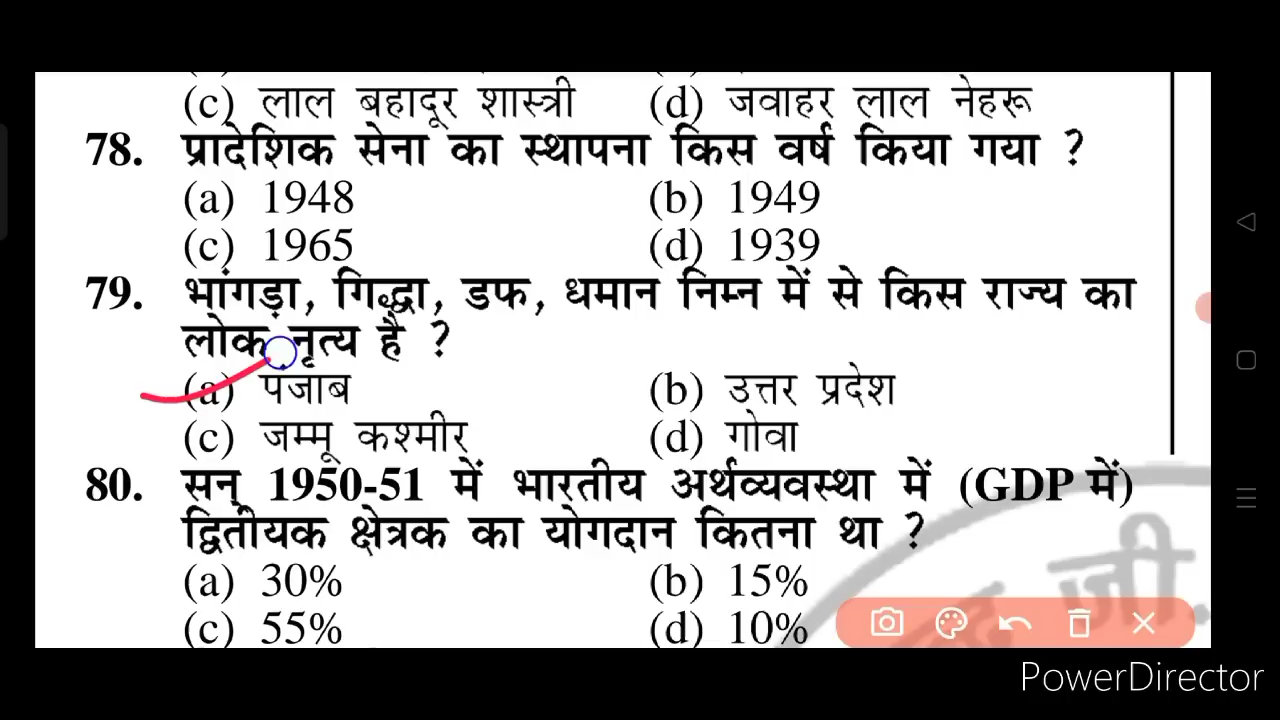 (c) लाल बहादूर शास्त्री (d) जवाहर लाल नेहरू
78. प्रादेशिक सेना का स्थापना किस वर्ष किया गया ?
(a) 1948 (b) 1949
(c) 1965 (d) 1939
79. भांगड़ा, गिद्धा, डफ, धमान निम्न में से किस राज्य का
लोक नृत्य है ?
(a) पजाब (b) उत्तर प्रदेश
(c) जम्मू कश्मीर (d) गोवा
80. सन् 1950-51 में भारतीय अर्थव्यवस्था में (GDP में)
द्वितीयक क्षेत्रक का योगदान कितना था ?
(a) 30% (b) 15%
(c) 55% (d) 10%
जी.
PowerDirector